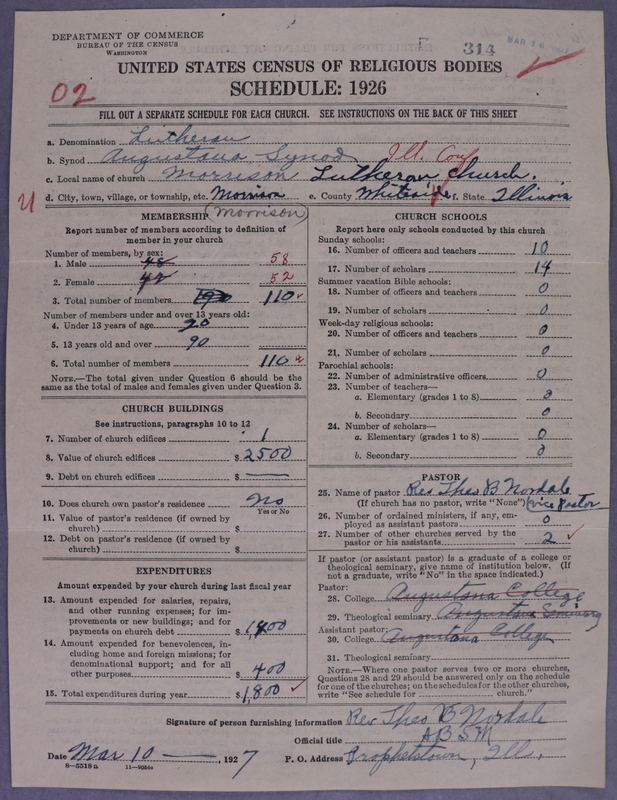 DEPARTMENT OF COMMERCE
BUREAU OF THE CENSUS
WASHINGTON
314
MAR 16
UNITED STATES CENSUS OF RELIGIOUS BODIES
SCHEDULE: 1926
02
FILL OUT A SEPARATE SCHEDULE FOR EACH CHURCH. SEE INSTRUCTIONS ON THE BACK OF THIS SHEET
a. Denomination Lutheran
b. Synod Augustana Synod Ill. Conf
c. Local name of church Morrison Lutheran Church.
d. City, town, village, or township, etc. Morrison e. County Whiteside f. State Illinois
MEMBERSHIP (Morrison)
Report number of members according to definition of
member in your church
Number of members, by sex:
1. Male 48 58
2. Female 42 52
3. Total number of members 110
Number of members under and over 13 years old:
4. Under 13 years of age 20
5. 13 years old and over 90
6. Total number of members 110
NOTE.—The total given under Question 6 should be the
same as the total of males and females given under Question 3.
CHURCH BUILDINGS
See instructions, paragraphs 10 to 12
7. Number of church edifices 1
8. Value of church edifices $ 2500
9. Debt on church edifices $ —
10. Does church own pastor's residence No
Yes or No
11. Value of pastor's residence (if owned by
church) $
12. Debt on pastor's residence (if owned by
church) $
EXPENDITURES
Amount expended by your church during last fiscal year
13. Amount expended for salaries, repairs,
and other running expenses; for im-
provements or new buildings; and for
payments on church debt $ 1,400
14. Amount expended for benevolences, in-
cluding home and foreign missions; for
denominational support; and for all
other purposes $ 400
15. Total expenditures during year $ 1,800
CHURCH SCHOOLS
Report here only schools conducted by this church
Sunday schools:
16. Number of officers and teachers 10
17. Number of scholars 14
Summer vacation Bible schools:
18. Number of officers and teachers 0
19. Number of scholars 0
Week-day religious schools:
20. Number of officers and teachers 0
21. Number of scholars 0
Parochial schools:
22. Number of administrative officers 0
23. Number of teachers—
a. Elementary (grades 1 to 8)
b. Secondary 0
24. Number of scholars—
a. Elementary (grades 1 to 8) 0
b. Secondary 0
PASTOR
25. Name of pastor Rev Theo B Nordale
(If church has no pastor, write "None") (vice Pastor
26. Number of ordained ministers, if any, em-
ployed as assistant pastors 0
27. Number of other churches served by the
pastor or his assistants 2
If pastor (or assistant pastor) is a graduate of a college or
theological seminary, give name of institution below. (If
not a graduate, write "No" in the space indicated.)
Pastor:
28. College Augustana College
29. Theological seminary Augustana Seminary
Assistant pastor:
30. College Augustana College
31. Theological seminary
NOTE.—Where one pastor serves two or more churches,
Questions 28 and 29 should be answered only on the schedule
for one of the churches; on the schedules for the other churches,
write "See schedule for church."
Signature of person furnishing information Rev Theo B Nordale
Official title A B S M
Date Mar 10 — , 1927 P. O. Address Prophetstown, Ill.
8—5518a 11—9034a